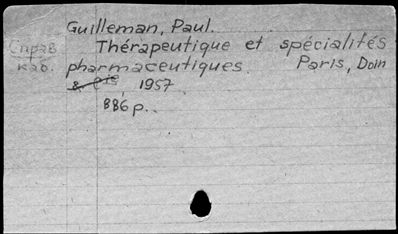 Guilleman, Paul.
Справ. Thérapeutique et spécialités
каб. pharmaceutiques. Paris, Doin
& Cie, 1957.
886 p.